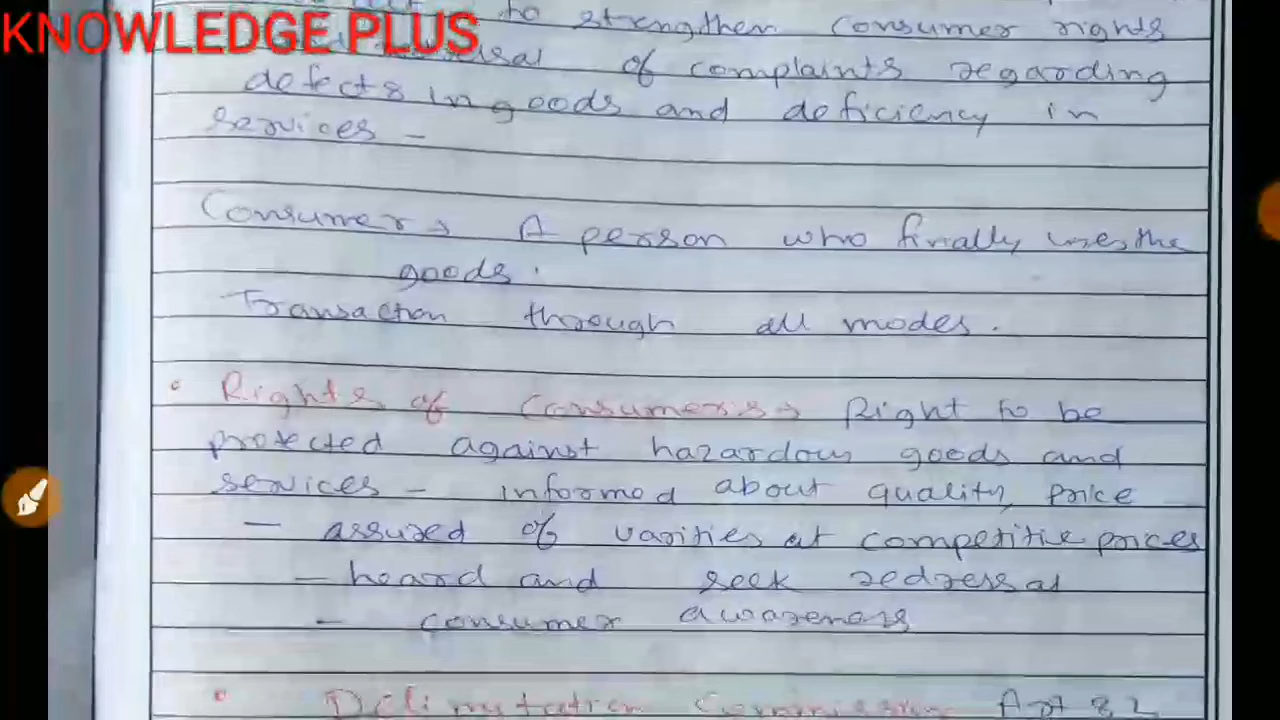 to strengthen consumer rights
KNOWLEDGE PLUS
of complaints regarding
defects in goods and deficiency in
services -
Consumer → A person who finally uses the
goods.
Transaction through all modes.
• Rights of Consumers → Right to be
protected against hazardous goods and
services - informed about quality, price
- assured of varities at competitive prices
- heard and seek redressal
- consumer awareness
• Delimitation Commission Art 82